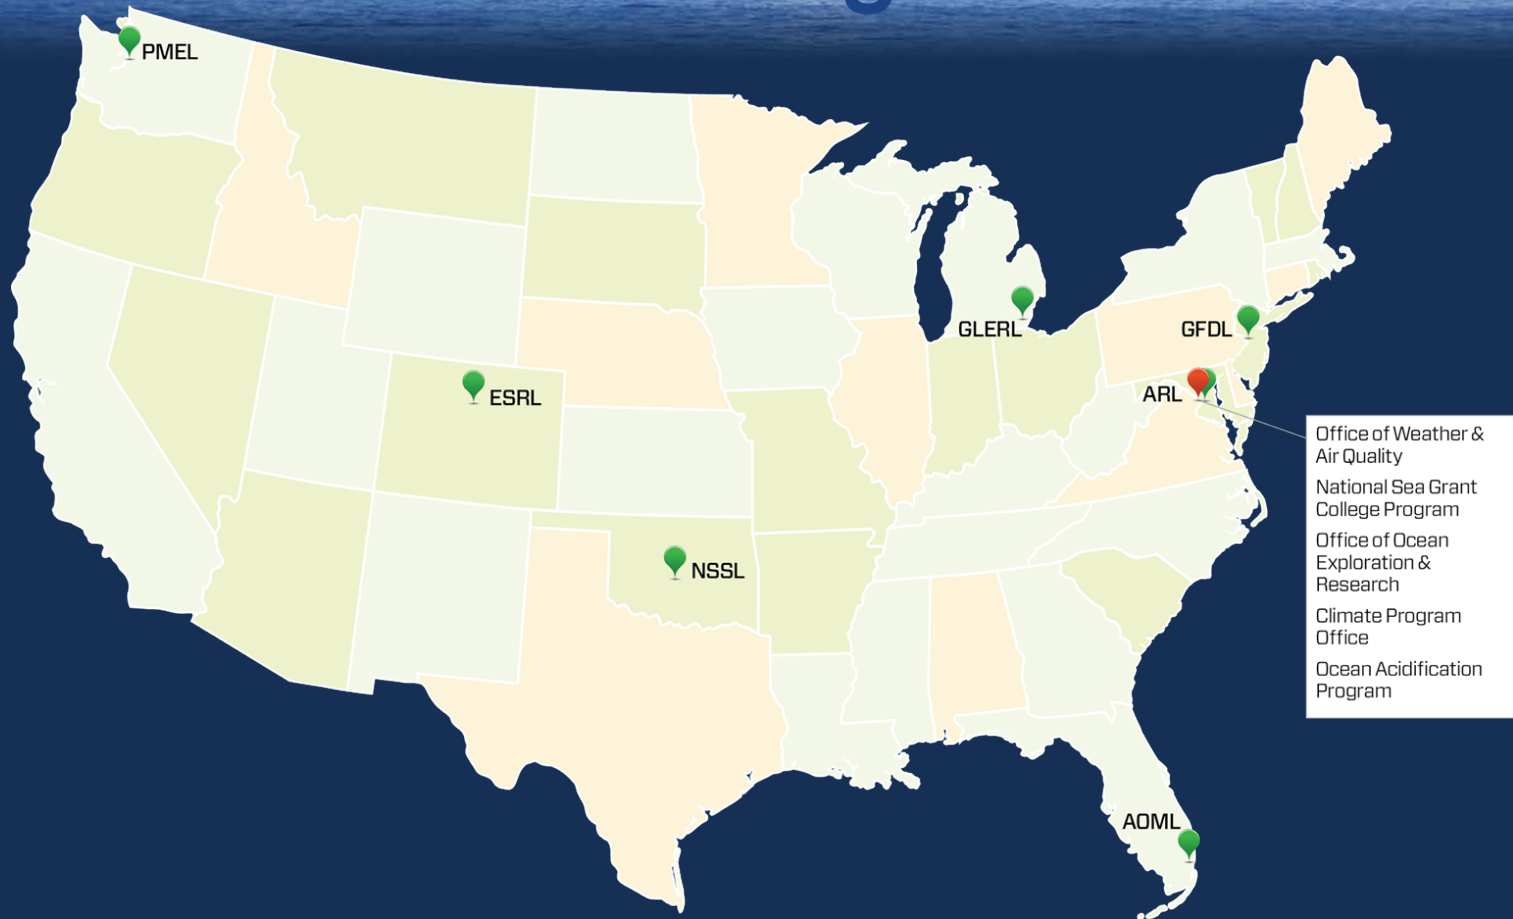 PMEL
GLERL
GFDL
ESRL
ARL
Office of Weather &
Air Quality
National Sea Grant
College Program
Office of Ocean
Exploration &
Research
Climate Program
Office
Ocean Acidification
Program
NSSL
AOML